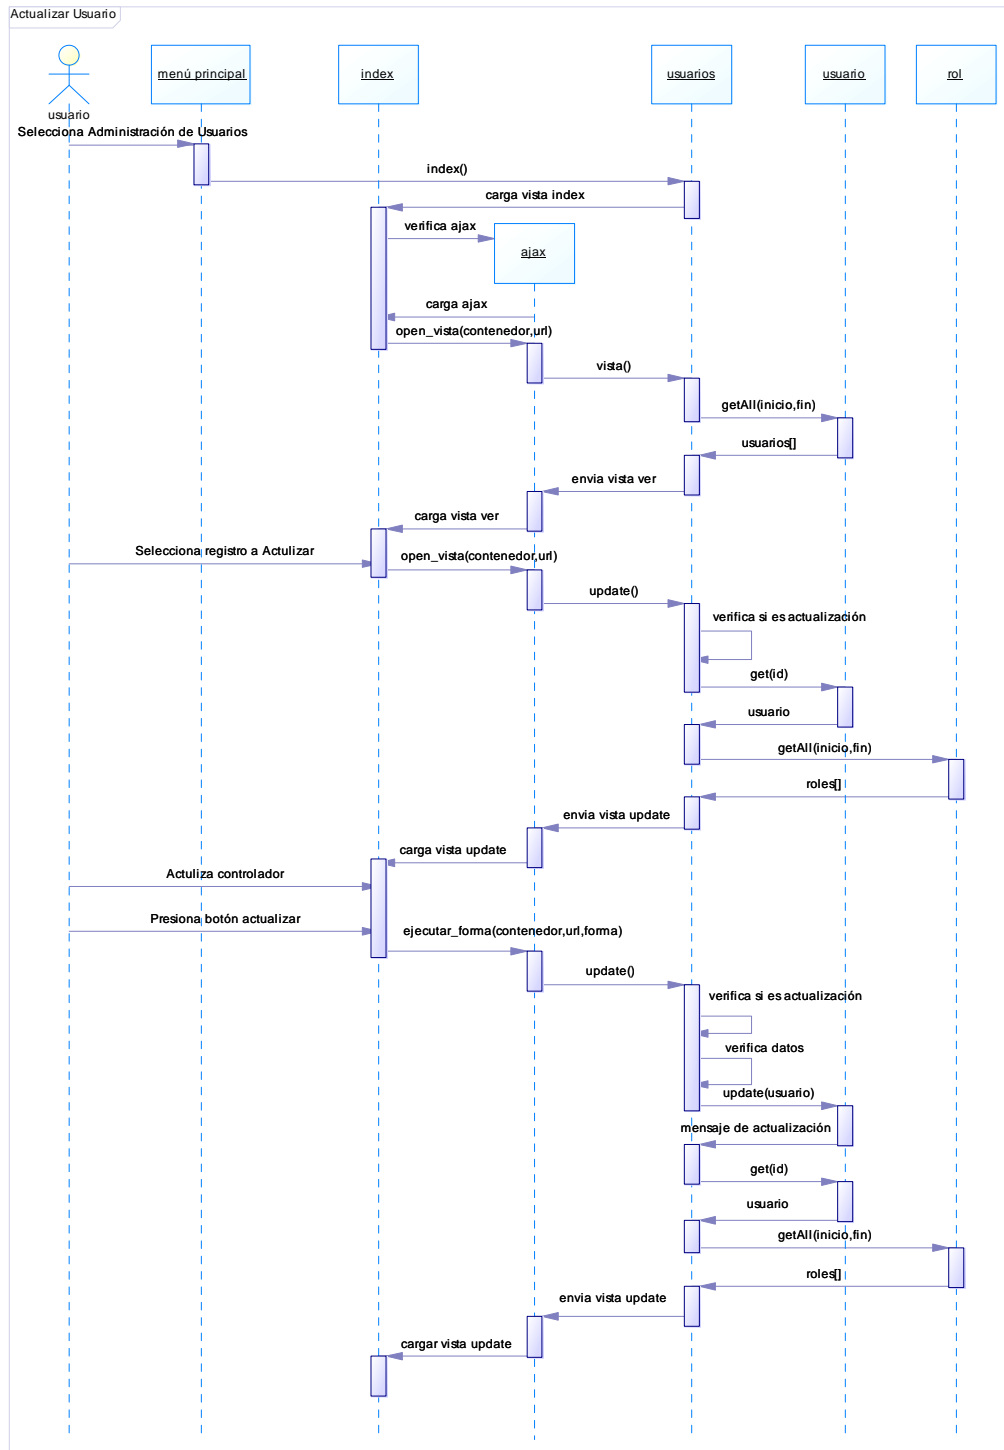 Actualizar Usuario
usuario
menú principal
index
usuarios
usuario
rol
Selecciona Administración de Usuarios
index()
carga vista index
verifica ajax
ajax
carga ajax
open_vista(contenedor,url)
vista()
getAll(inicio,fin)
usuarios[]
envia vista ver
carga vista ver
Selecciona registro a Actulizar
open_vista(contenedor,url)
update()
verifica si es actualización
get(id)
usuario
getAll(inicio,fin)
roles[]
envia vista update
carga vista update
Actuliza controlador
Presiona botón actualizar
ejecutar_forma(contenedor,url,forma)
update()
verifica si es actualización
verifica datos
update(usuario)
mensaje de actualización
get(id)
usuario
getAll(inicio,fin)
roles[]
envia vista update
cargar vista update